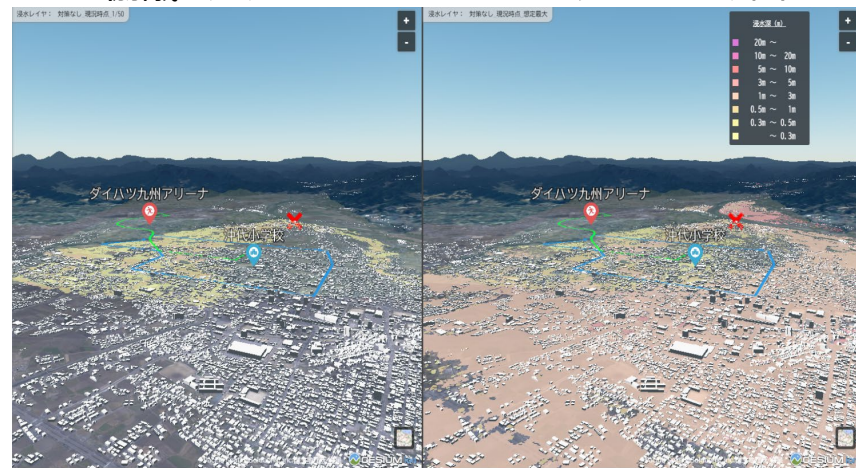 浸水レイヤ： 対策なし 現況時点 1/50
+
-
ダイハツ九州アリーナ
沖代小学校
浸水レイヤ： 対策なし 現況時点 想定最大
+
-
浸水深（m）
20m ～
10m ～ 20m
5m ～ 10m
3m ～ 5m
1m ～ 3m
0.5m ～ 1m
0.3m ～ 0.5m
～ 0.3m
ダイハツ九州アリーナ
沖代小学校
CESIUM
CESIUM